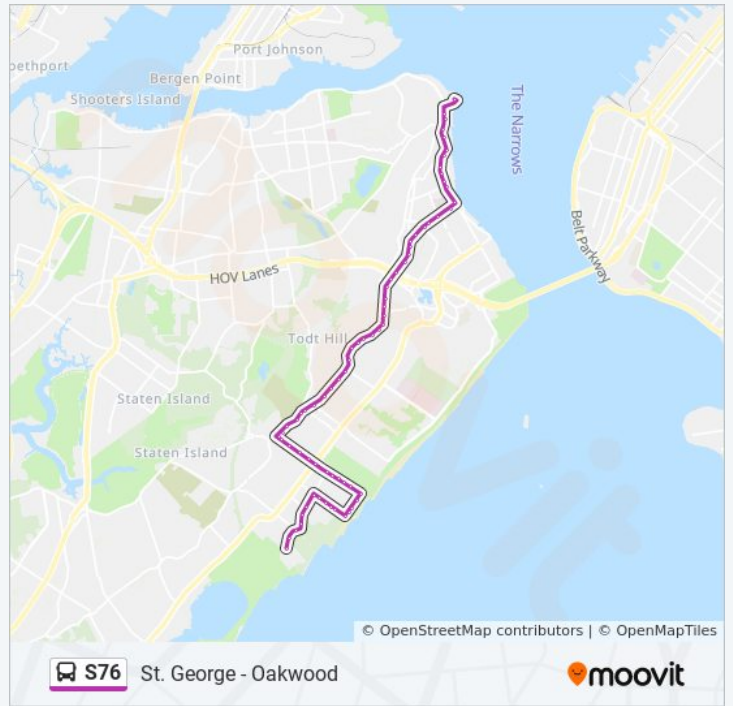 Port Johnson
Bergen Point
Shooters Island
The Narrows
Belt Parkway
HOV Lanes
Todt Hill
Staten Island
Staten Island
© OpenStreetMap contributors | © OpenMapTiles
S76 St. George - Oakwood
moovit